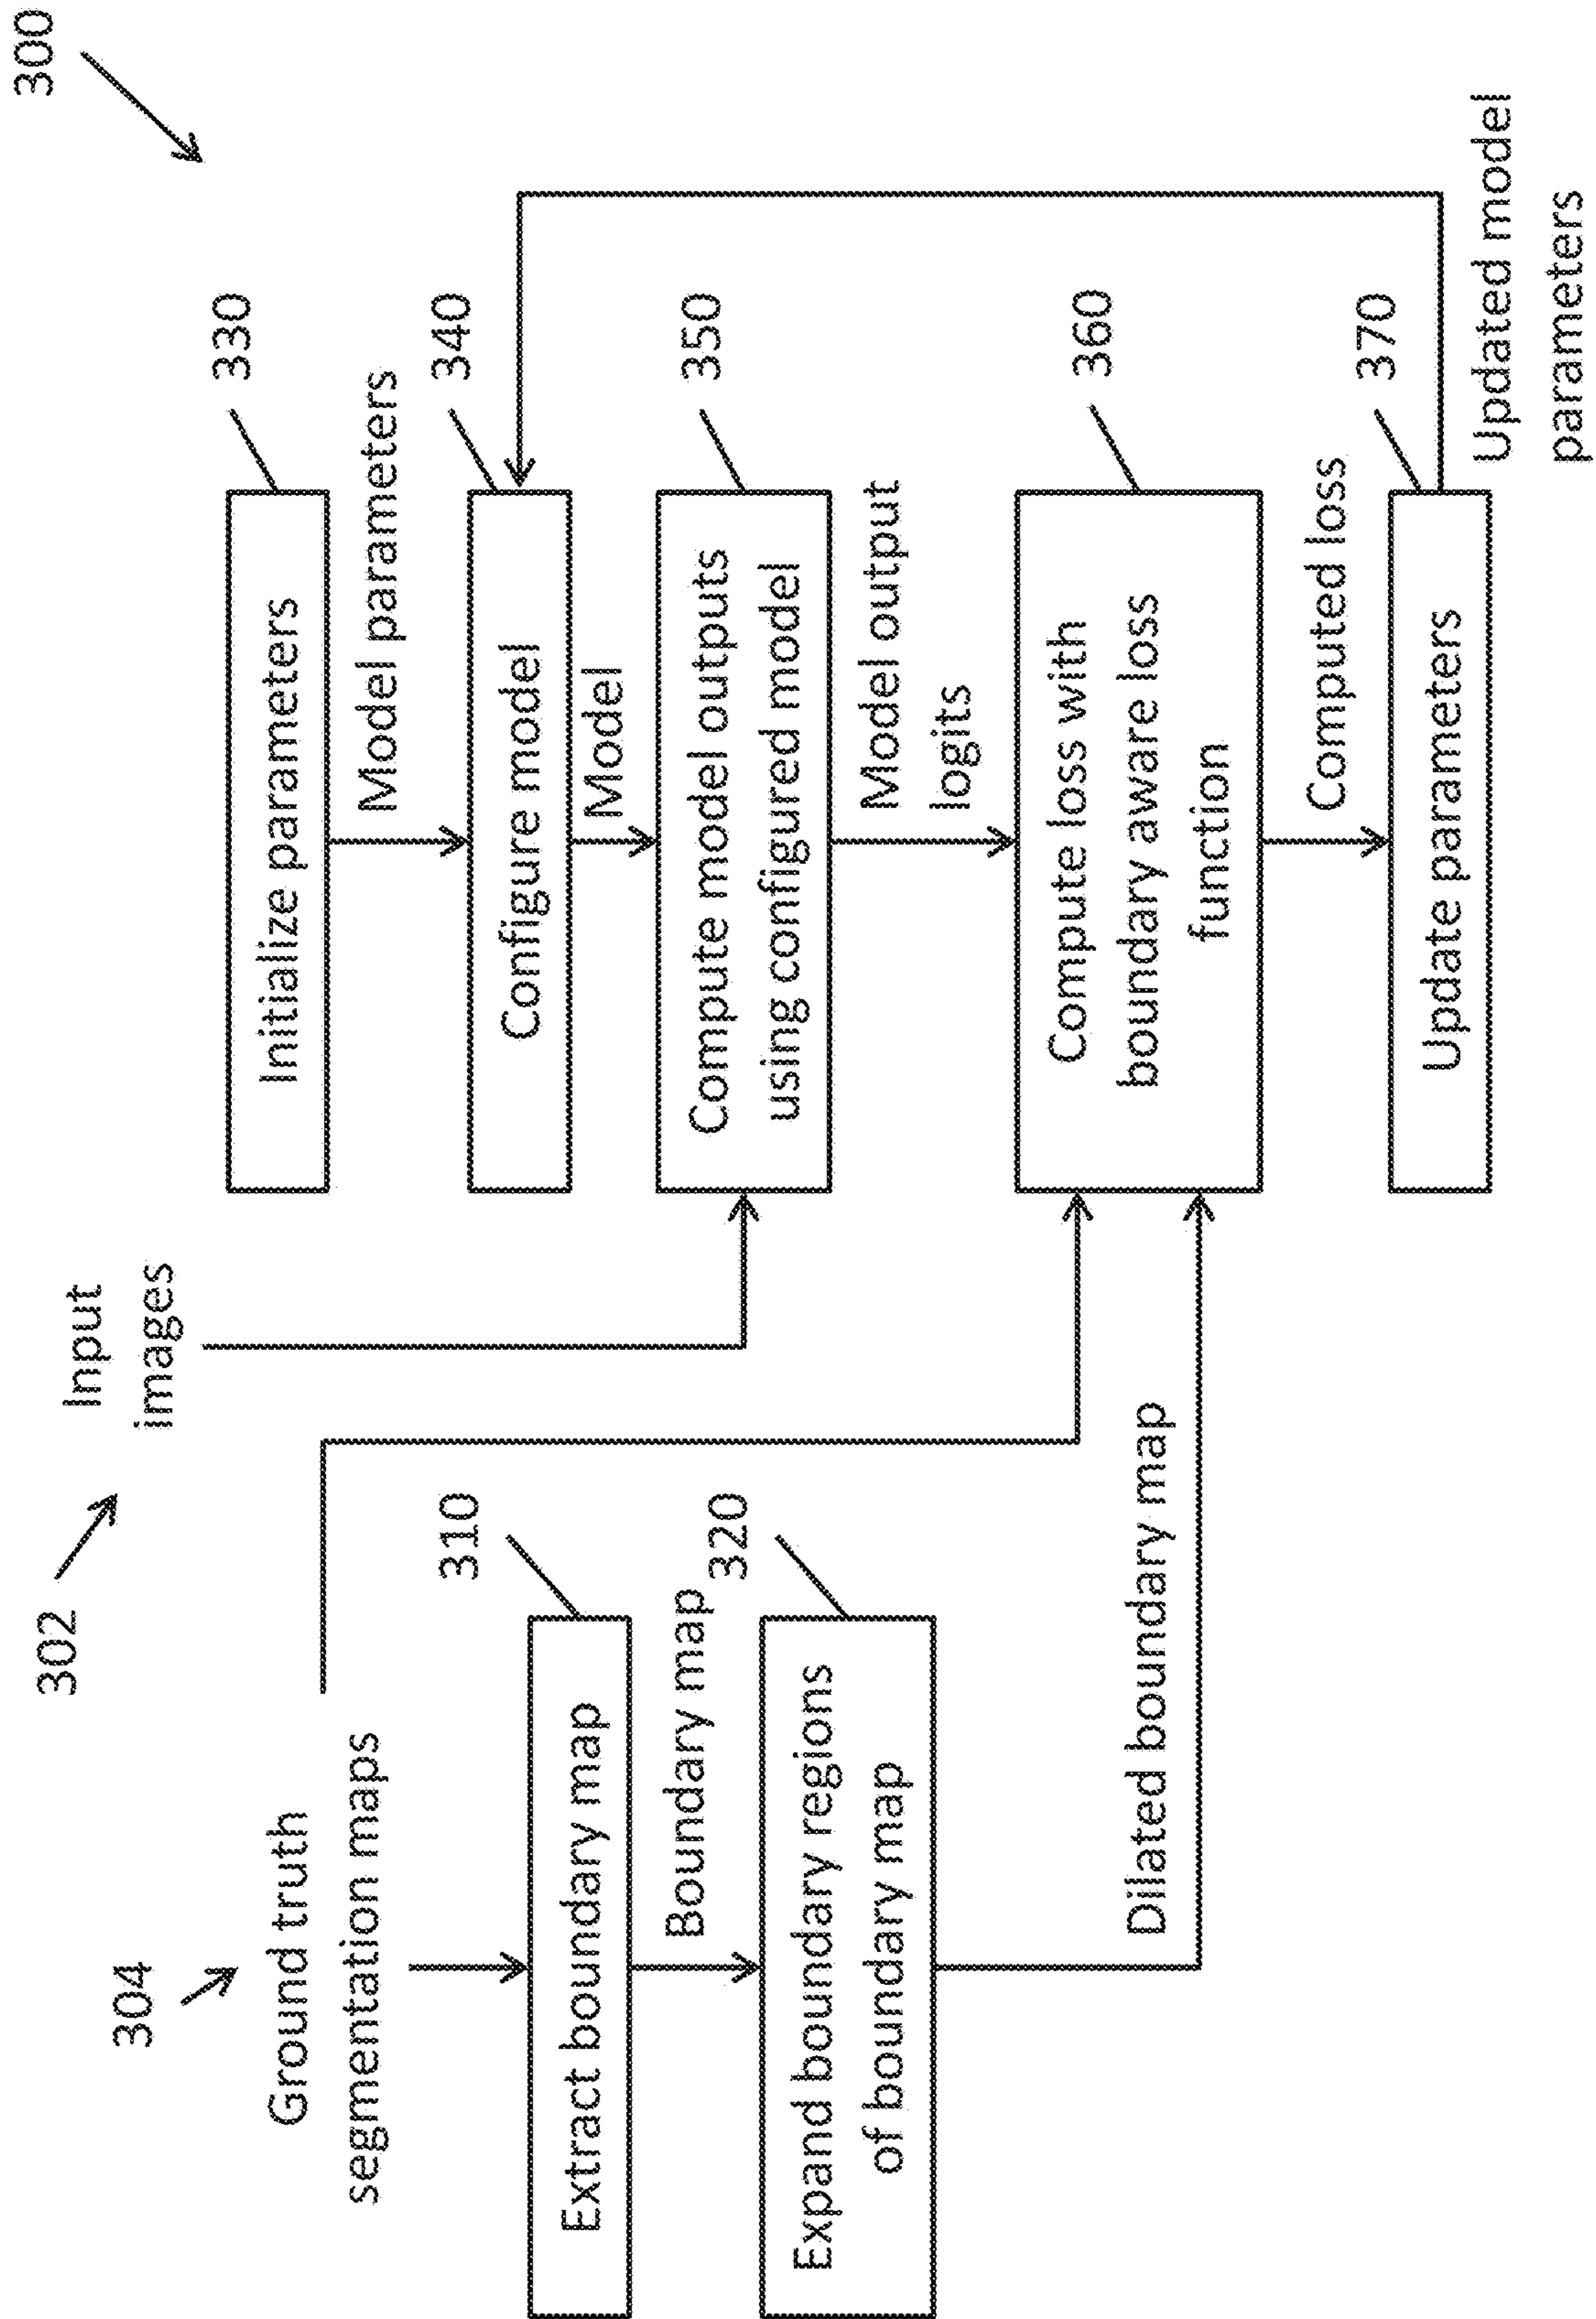 300
302
Input
images
304
Ground truth
segmentation maps
310
Extract boundary map
Boundary map
320
Expand boundary regions
of boundary map
Dilated boundary map
330
Initialize parameters
Model parameters
340
Configure model
Model
350
Compute model outputs
using configured model
Model output
logits
360
Compute loss with
boundary aware loss
function
Computed loss
370
Update parameters
Updated model
parameters